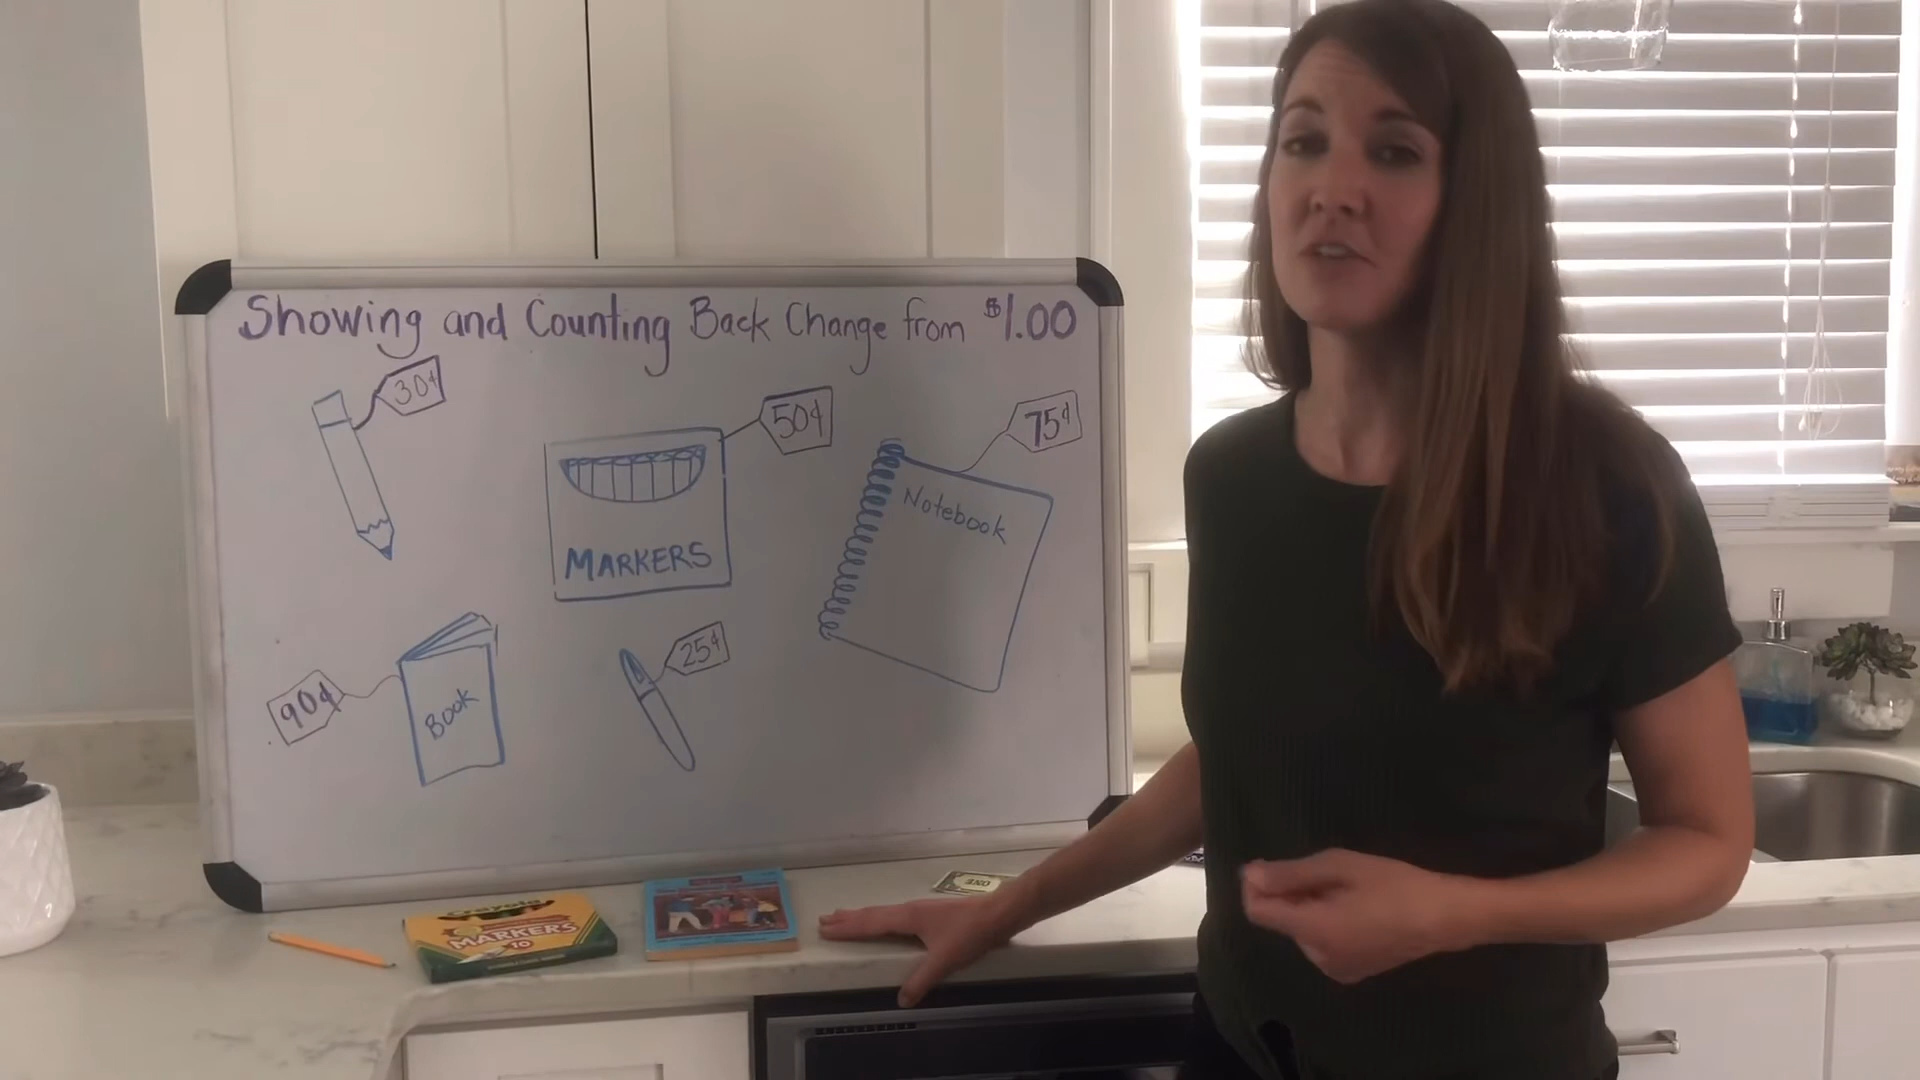 Showing and Counting Back Change from $1.00
30¢
50¢
75¢
Notebook
MARKERS
25¢
90¢
Book
Crayola
MARKERS
10
ONE